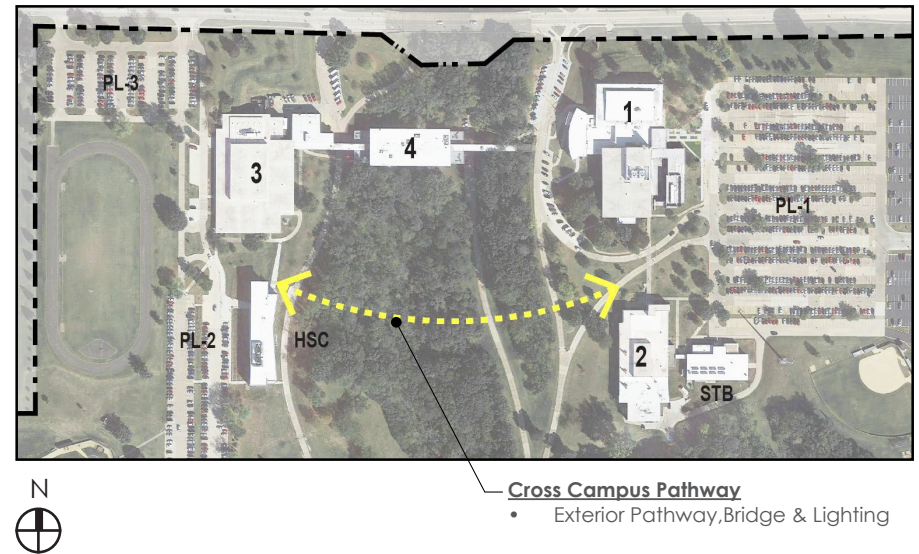 PL-3
1
3
4
PL-1
PL-2
HSC
2
STB
N
Cross Campus Pathway
• Exterior Pathway,Bridge & Lighting